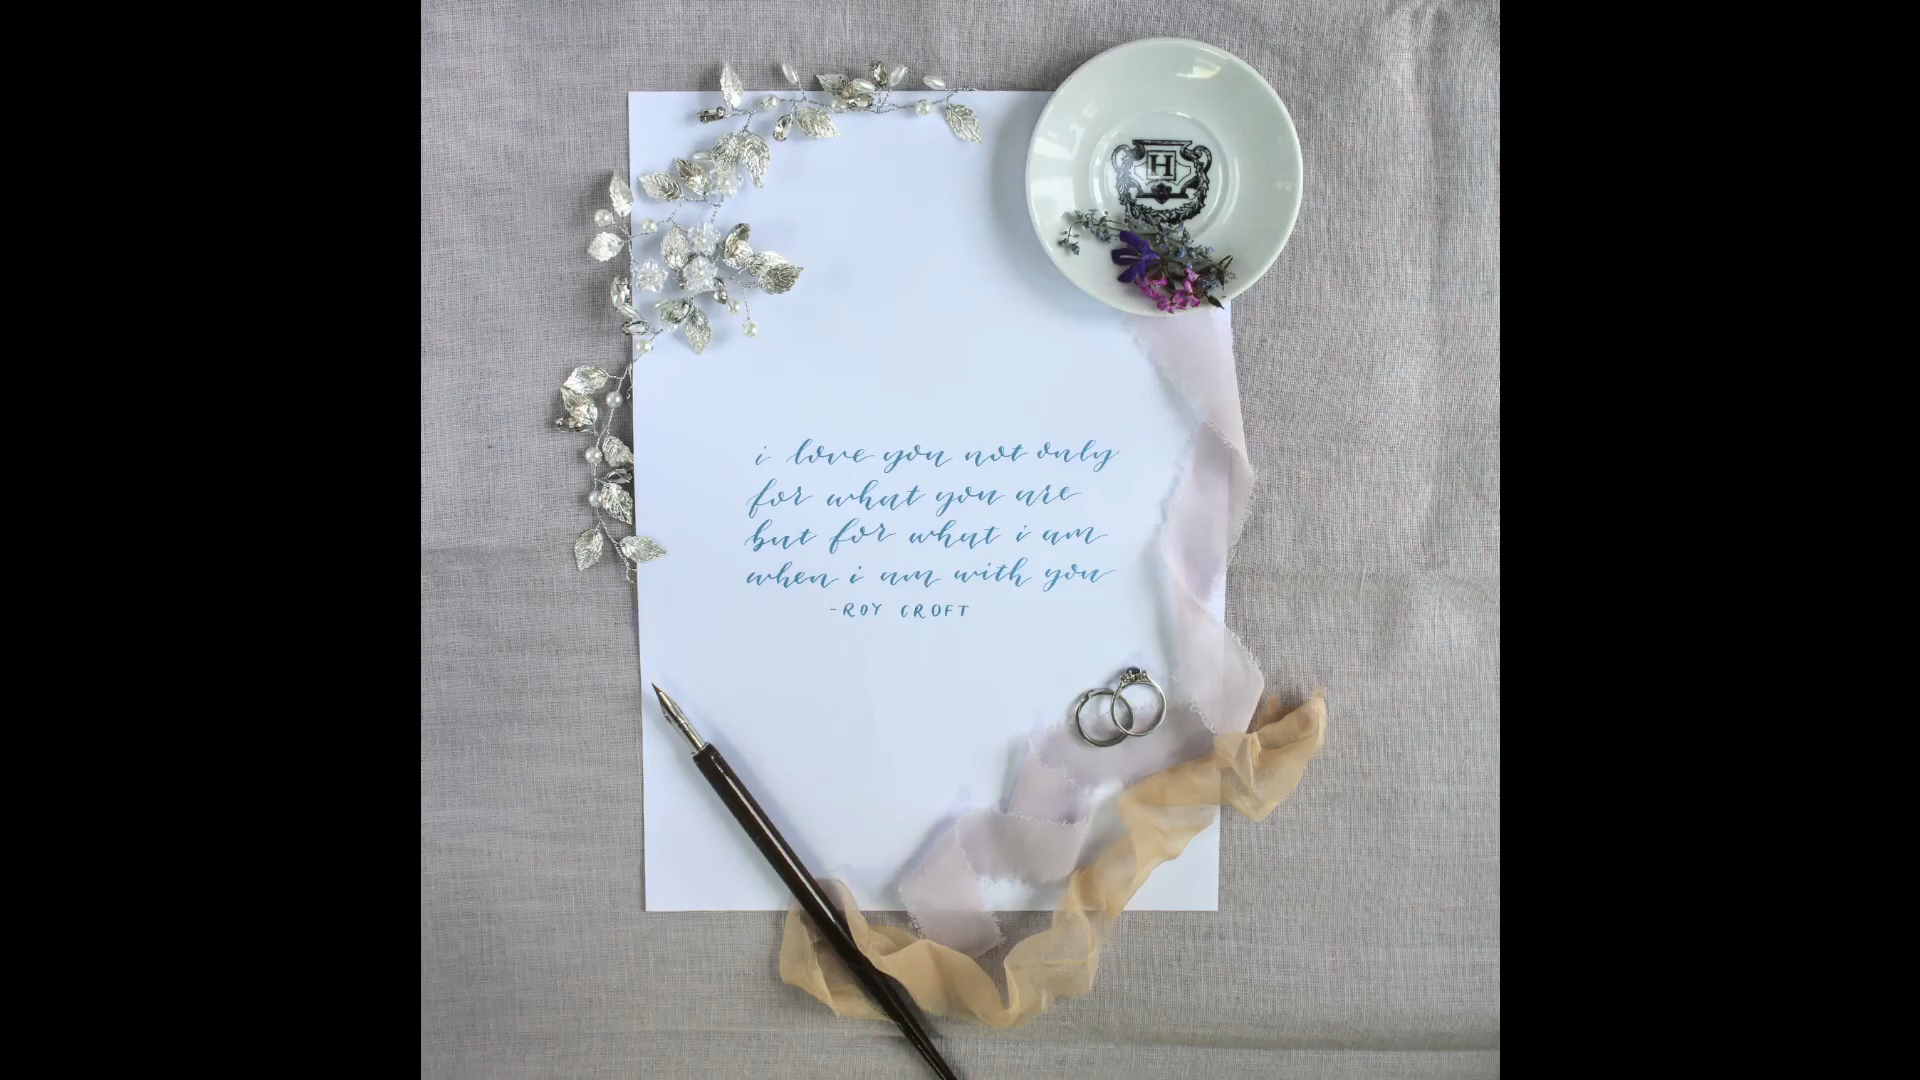 H
i love you not only
for what you are
but for what i am
when i am with you
-ROY CROFT